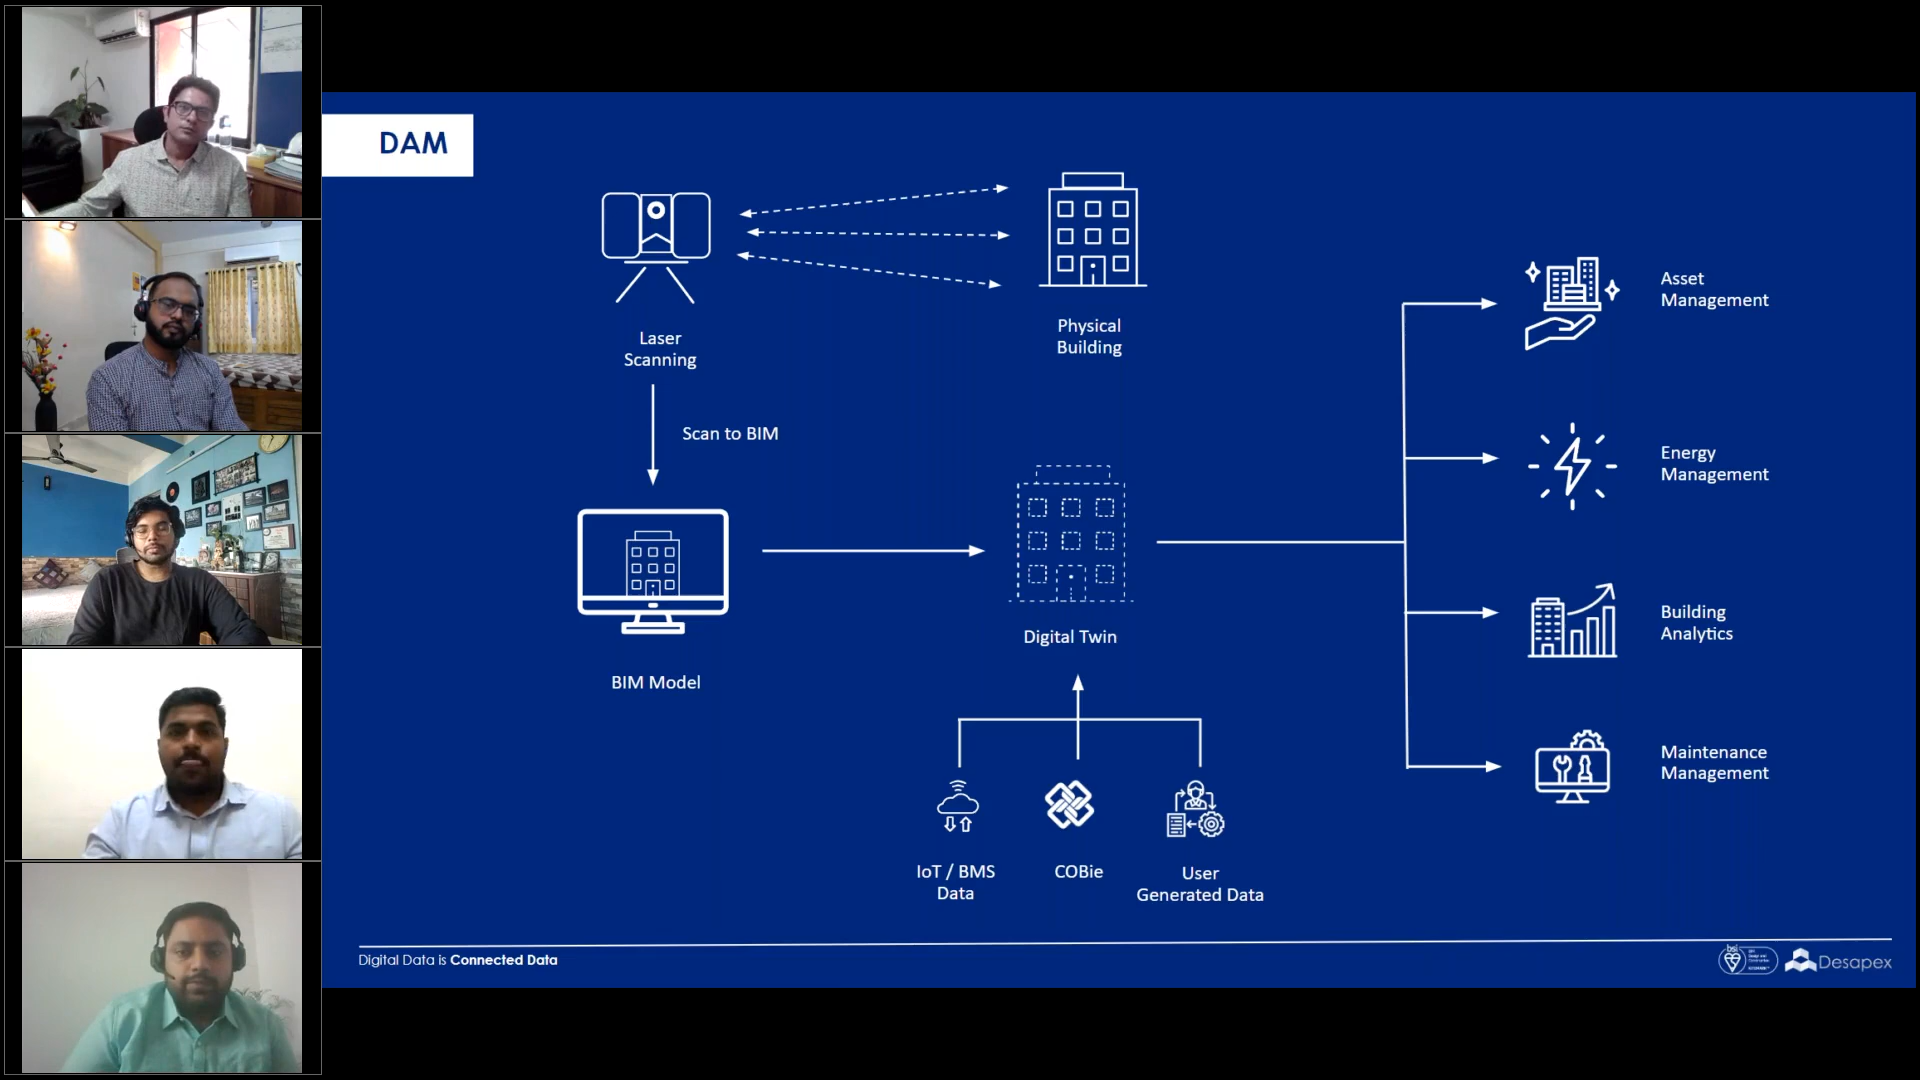 DAM
Laser
Scanning
Physical
Building
Scan to BIM
BIM Model
Digital Twin
IoT / BMS
Data
COBie
User
Generated Data
Asset
Management
Energy
Management
Building
Analytics
Maintenance
Management
Digital Data is Connected Data
bsi
Desapex